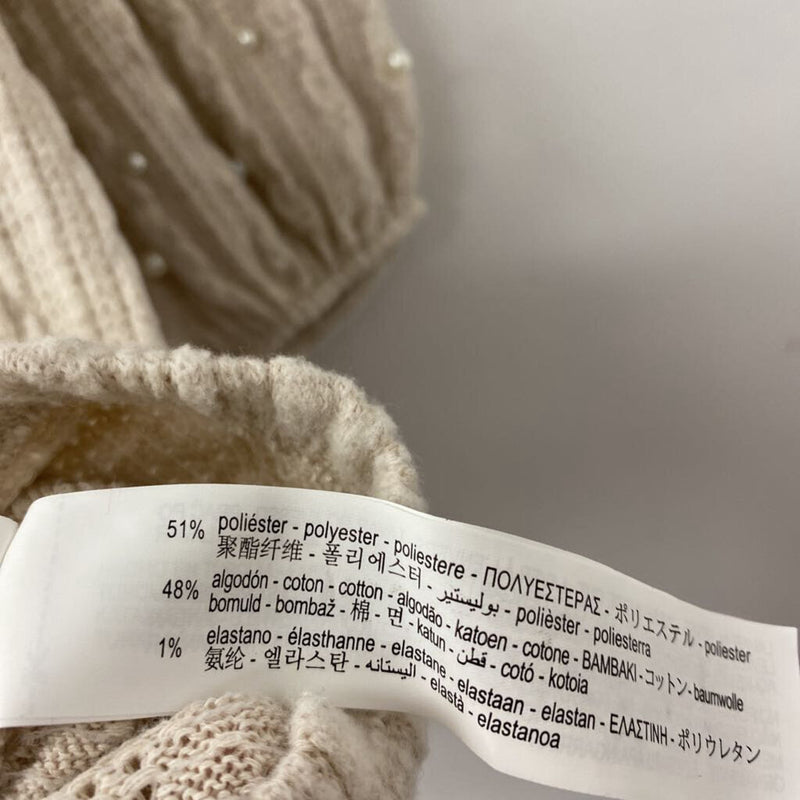 51% poliéster - polyester - poliestere - ΠΟΛΥΕΣΤΕΡΑΣ - ポリエステル - poliester
聚酯纤维 - 폴리에스터 - بوليستير - polièster - poliesterra
48% algodón - coton - cotton - algodão - katoen - cotone - BAMBAKI - コットン - baumwolle
bomuld - bombaž - 棉 - 면 - katun - قطن - cotó - kotoia
1% elastano - élasthanne - elastane - elastaan - elastan - ΕΛΑΣΤΙΝΗ - ポリウレタン
氨纶 - 엘라스탄 - اليستانه - elastà - elastanoa